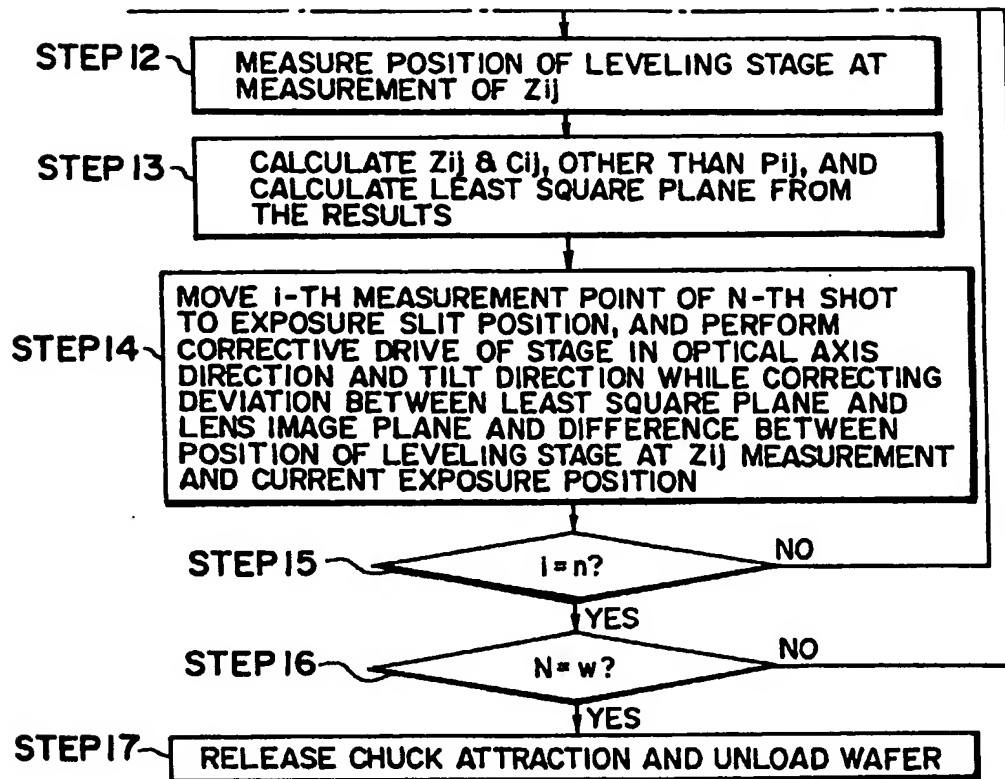 STEP 12
MEASURE POSITION OF LEVELING STAGE AT
MEASUREMENT OF Zij
STEP 13
CALCULATE Zij & Cij, OTHER THAN Pij, AND
CALCULATE LEAST SQUARE PLANE FROM
THE RESULTS
STEP 14
MOVE i-TH MEASUREMENT POINT OF N-TH SHOT
TO EXPOSURE SLIT POSITION, AND PERFORM
CORRECTIVE DRIVE OF STAGE IN OPTICAL AXIS
DIRECTION AND TILT DIRECTION WHILE CORRECTING
DEVIATION BETWEEN LEAST SQUARE PLANE AND
LENS IMAGE PLANE AND DIFFERENCE BETWEEN
POSITION OF LEVELING STAGE AT Zij MEASUREMENT
AND CURRENT EXPOSURE POSITION
STEP 15
i=n?
NO
YES
STEP 16
N=w?
NO
YES
STEP 17
RELEASE CHUCK ATTRACTION AND UNLOAD WAFER